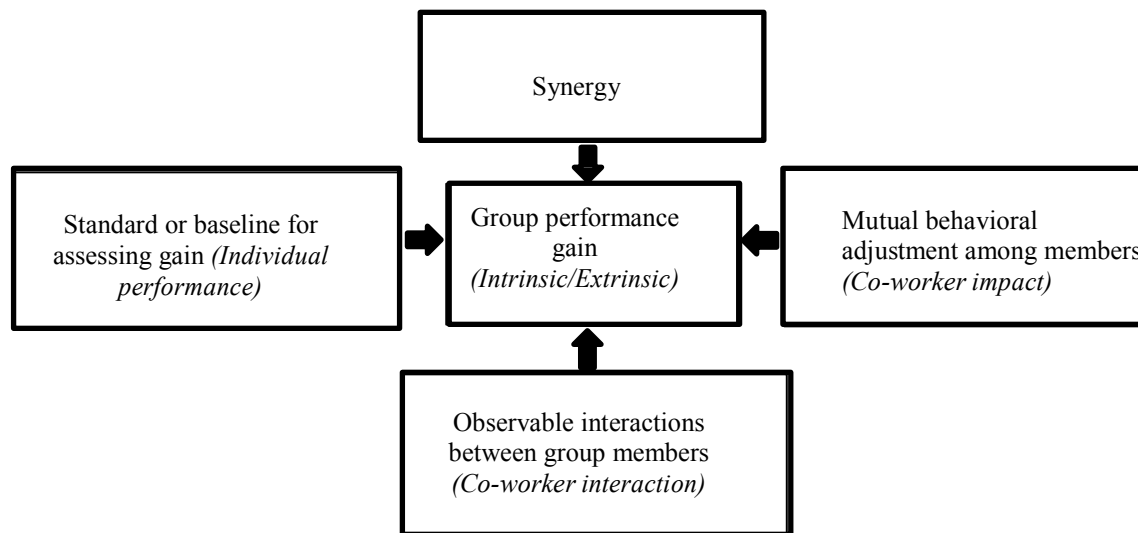 Synergy
Standard or baseline for
assessing gain (Individual
performance)
Group performance
gain
(Intrinsic/Extrinsic)
Mutual behavioral
adjustment among members
(Co-worker impact)
Observable interactions
between group members
(Co-worker interaction)